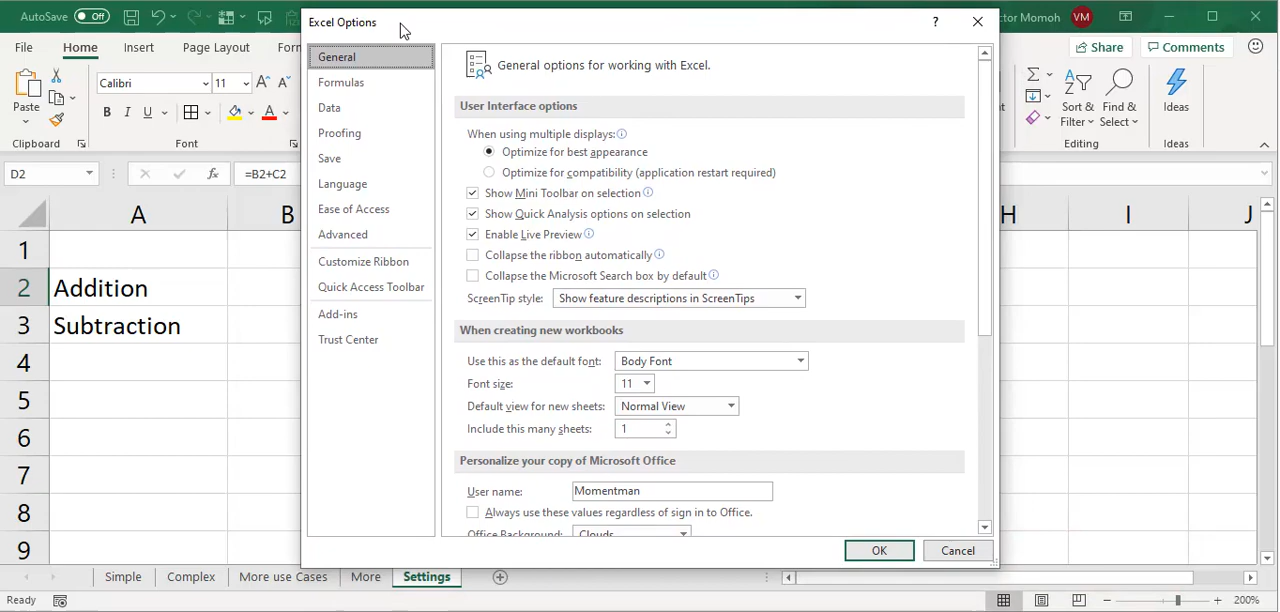 AutoSave Off
ctor Momoh VM
File Home Insert Page Layout Forn
Share Comments
Paste
Calibri 11
B I U A
Clipboard Font
Sort & Filter Find & Select Ideas
Editing Ideas
D2 =B2+C2
A B H I J
1
2 Addition
3 Subtraction
4
5
6
7
8
9
Excel Options ?
General
Formulas
Data
Proofing
Save
Language
Ease of Access
Advanced
Customize Ribbon
Quick Access Toolbar
Add-ins
Trust Center
General options for working with Excel.
User Interface options
When using multiple displays:
Optimize for best appearance
Optimize for compatibility (application restart required)
Show Mini Toolbar on selection
Show Quick Analysis options on selection
Enable Live Preview
Collapse the ribbon automatically
Collapse the Microsoft Search box by default
ScreenTip style: Show feature descriptions in ScreenTips
When creating new workbooks
Use this as the default font: Body Font
Font size: 11
Default view for new sheets: Normal View
Include this many sheets: 1
Personalize your copy of Microsoft Office
User name: Momentman
Always use these values regardless of sign in to Office.
Office Background: Clouds
OK Cancel
Simple Complex More use Cases More Settings
Ready 200%